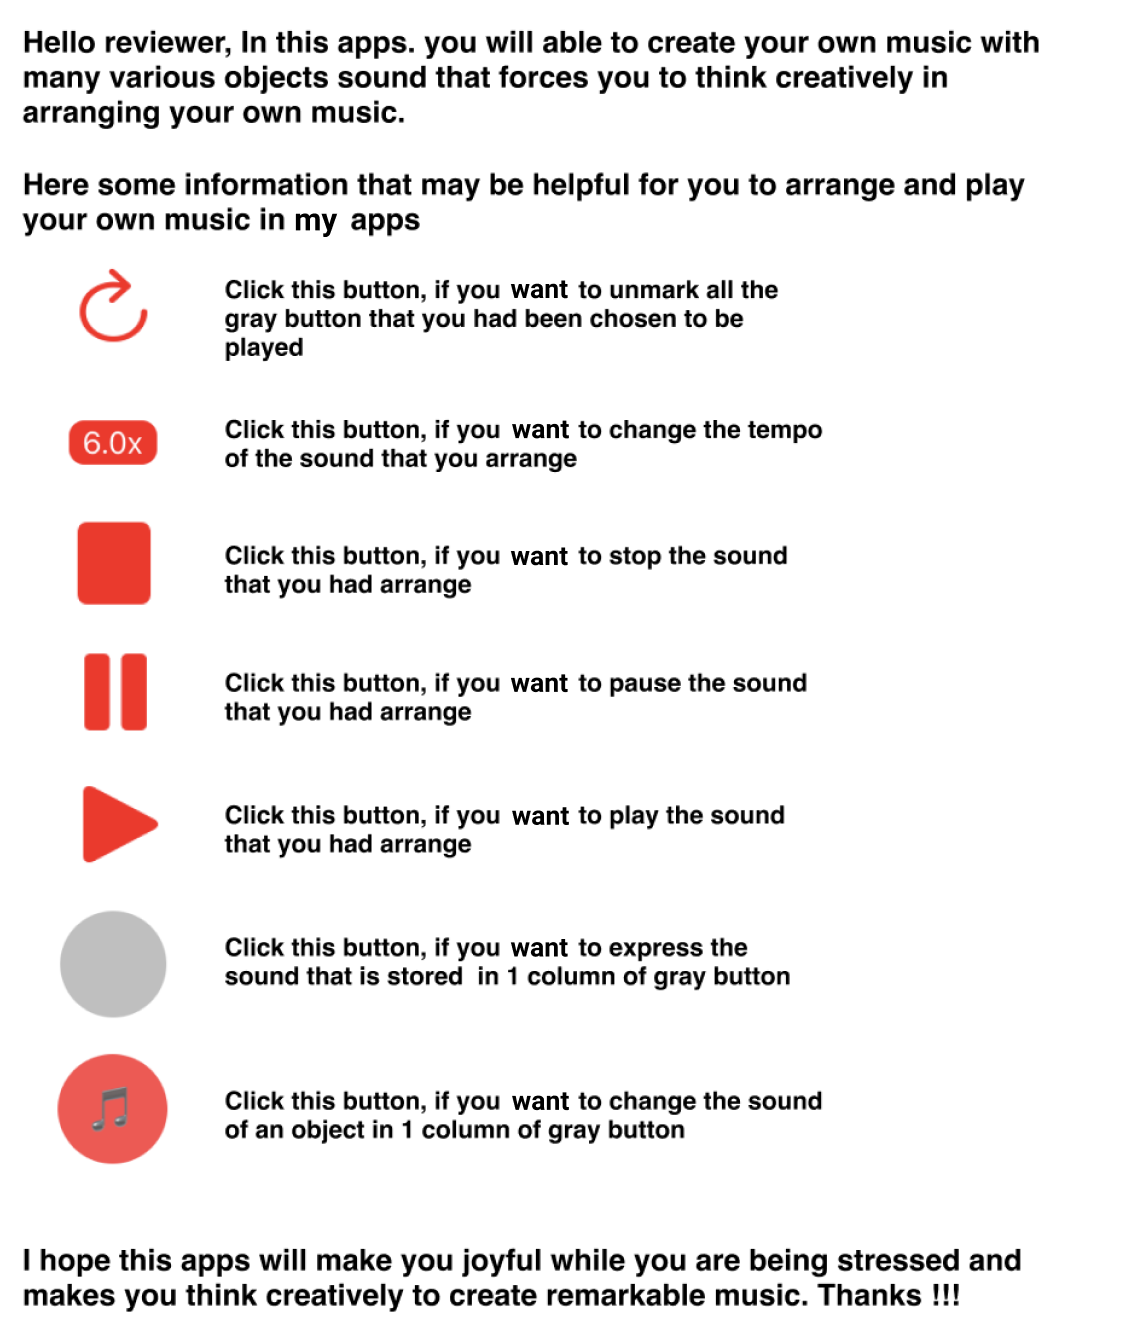 Hello reviewer, In this apps. you will able to create your own music with
many various objects sound that forces you to think creatively in
arranging your own music.
Here some information that may be helpful for you to arrange and play
your own music in my apps
Click this button, if you want to unmark all the
gray button that you had been chosen to be
played
6.0x
Click this button, if you want to change the tempo
of the sound that you arrange
Click this button, if you want to stop the sound
that you had arrange
Click this button, if you want to pause the sound
that you had arrange
Click this button, if you want to play the sound
that you had arrange
Click this button, if you want to express the
sound that is stored in 1 column of gray button
Click this button, if you want to change the sound
of an object in 1 column of gray button
I hope this apps will make you joyful while you are being stressed and
makes you think creatively to create remarkable music. Thanks !!!